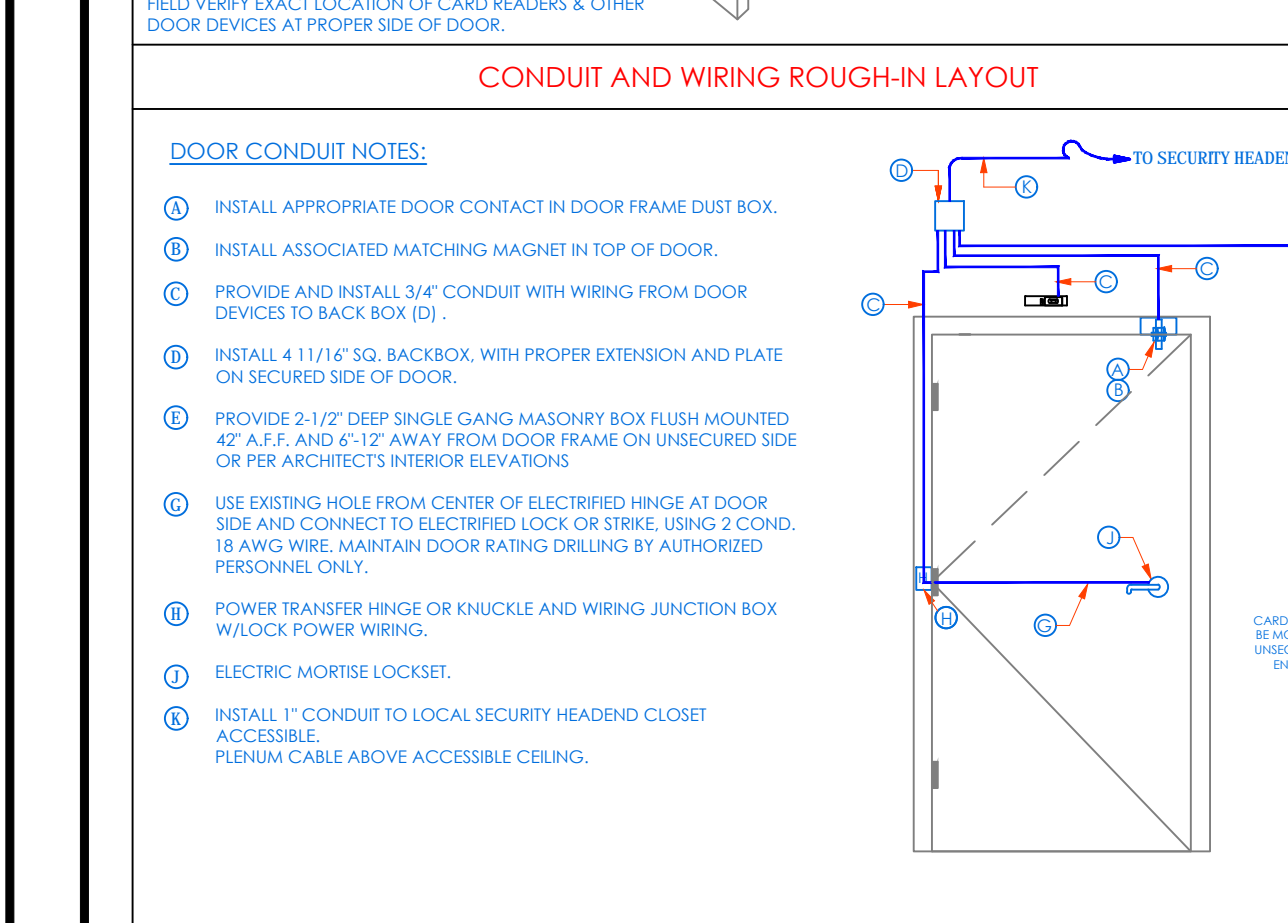 FIELD VERIFY EXACT LOCATION OF CARD READERS & OTHER
DOOR DEVICES AT PROPER SIDE OF DOOR.
CONDUIT AND WIRING ROUGH-IN LAYOUT
DOOR CONDUIT NOTES:
A INSTALL APPROPRIATE DOOR CONTACT IN DOOR FRAME DUST BOX.
B INSTALL ASSOCIATED MATCHING MAGNET IN TOP OF DOOR.
C PROVIDE AND INSTALL 3/4" CONDUIT WITH WIRING FROM DOOR
DEVICES TO BACK BOX (D) .
D INSTALL 4 11/16" SQ. BACKBOX, WITH PROPER EXTENSION AND PLATE
ON SECURED SIDE OF DOOR.
E PROVIDE 2-1/2" DEEP SINGLE GANG MASONRY BOX FLUSH MOUNTED
42" A.F.F. AND 6"-12" AWAY FROM DOOR FRAME ON UNSECURED SIDE
OR PER ARCHITECT'S INTERIOR ELEVATIONS
G USE EXISTING HOLE FROM CENTER OF ELECTRIFIED HINGE AT DOOR
SIDE AND CONNECT TO ELECTRIFIED LOCK OR STRIKE, USING 2 COND.
18 AWG WIRE. MAINTAIN DOOR RATING DRILLING BY AUTHORIZED
PERSONNEL ONLY.
H POWER TRANSFER HINGE OR KNUCKLE AND WIRING JUNCTION BOX
W/LOCK POWER WIRING.
J ELECTRIC MORTISE LOCKSET.
K INSTALL 1" CONDUIT TO LOCAL SECURITY HEADEND CLOSET
ACCESSIBLE.
PLENUM CABLE ABOVE ACCESSIBLE CEILING.
TO SECURITY
D
K
C
C
C
A
B
J
H
H
G
CARD
BE